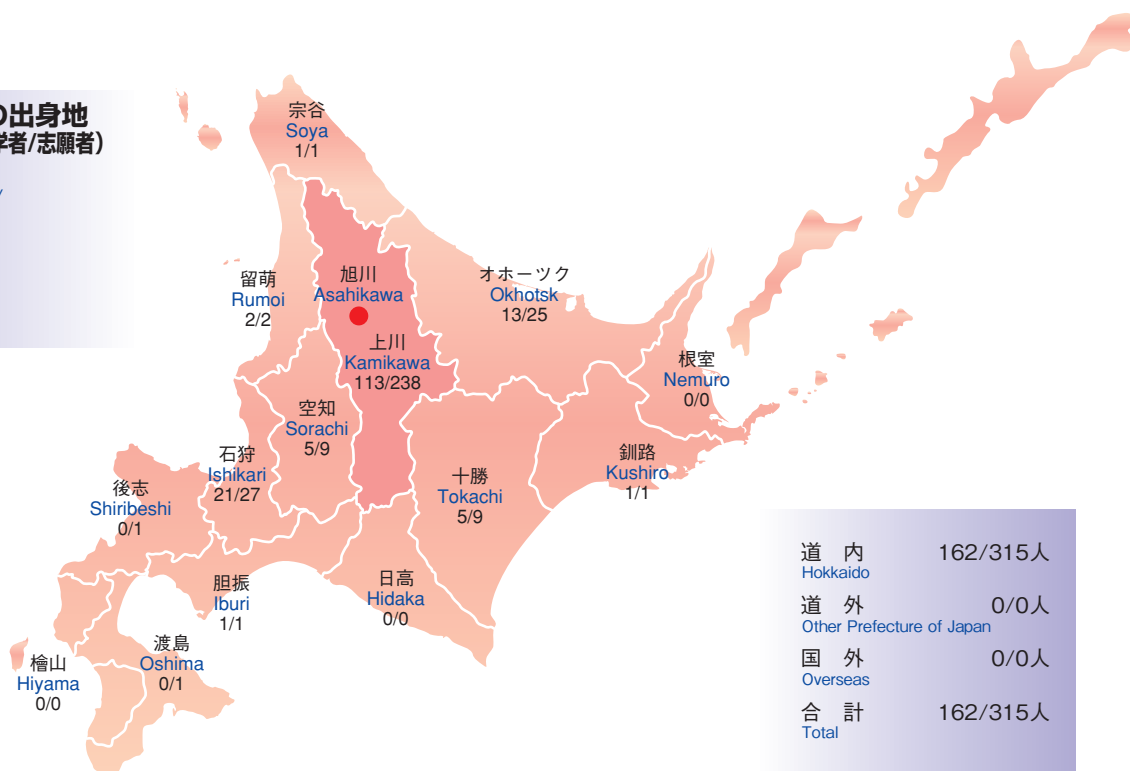 の出身地
学者/志願者）
宗谷
Soya
1/1
留萌
Rumoi
2/2
旭川
Asahikawa
オホーツク
Okhotsk
13/25
上川
Kamikawa
113/238
根室
Nemuro
0/0
空知
Sorachi
5/9
石狩
Ishikari
21/27
釧路
Kushiro
1/1
十勝
Tokachi
5/9
後志
Shiribeshi
0/1
胆振
Iburi
1/1
日高
Hidaka
0/0
渡島
Oshima
0/1
檜山
Hiyama
0/0
道 内 162/315人
Hokkaido
道 外 0/0人
Other Prefecture of Japan
国 外 0/0人
Overseas
合 計 162/315人
Total